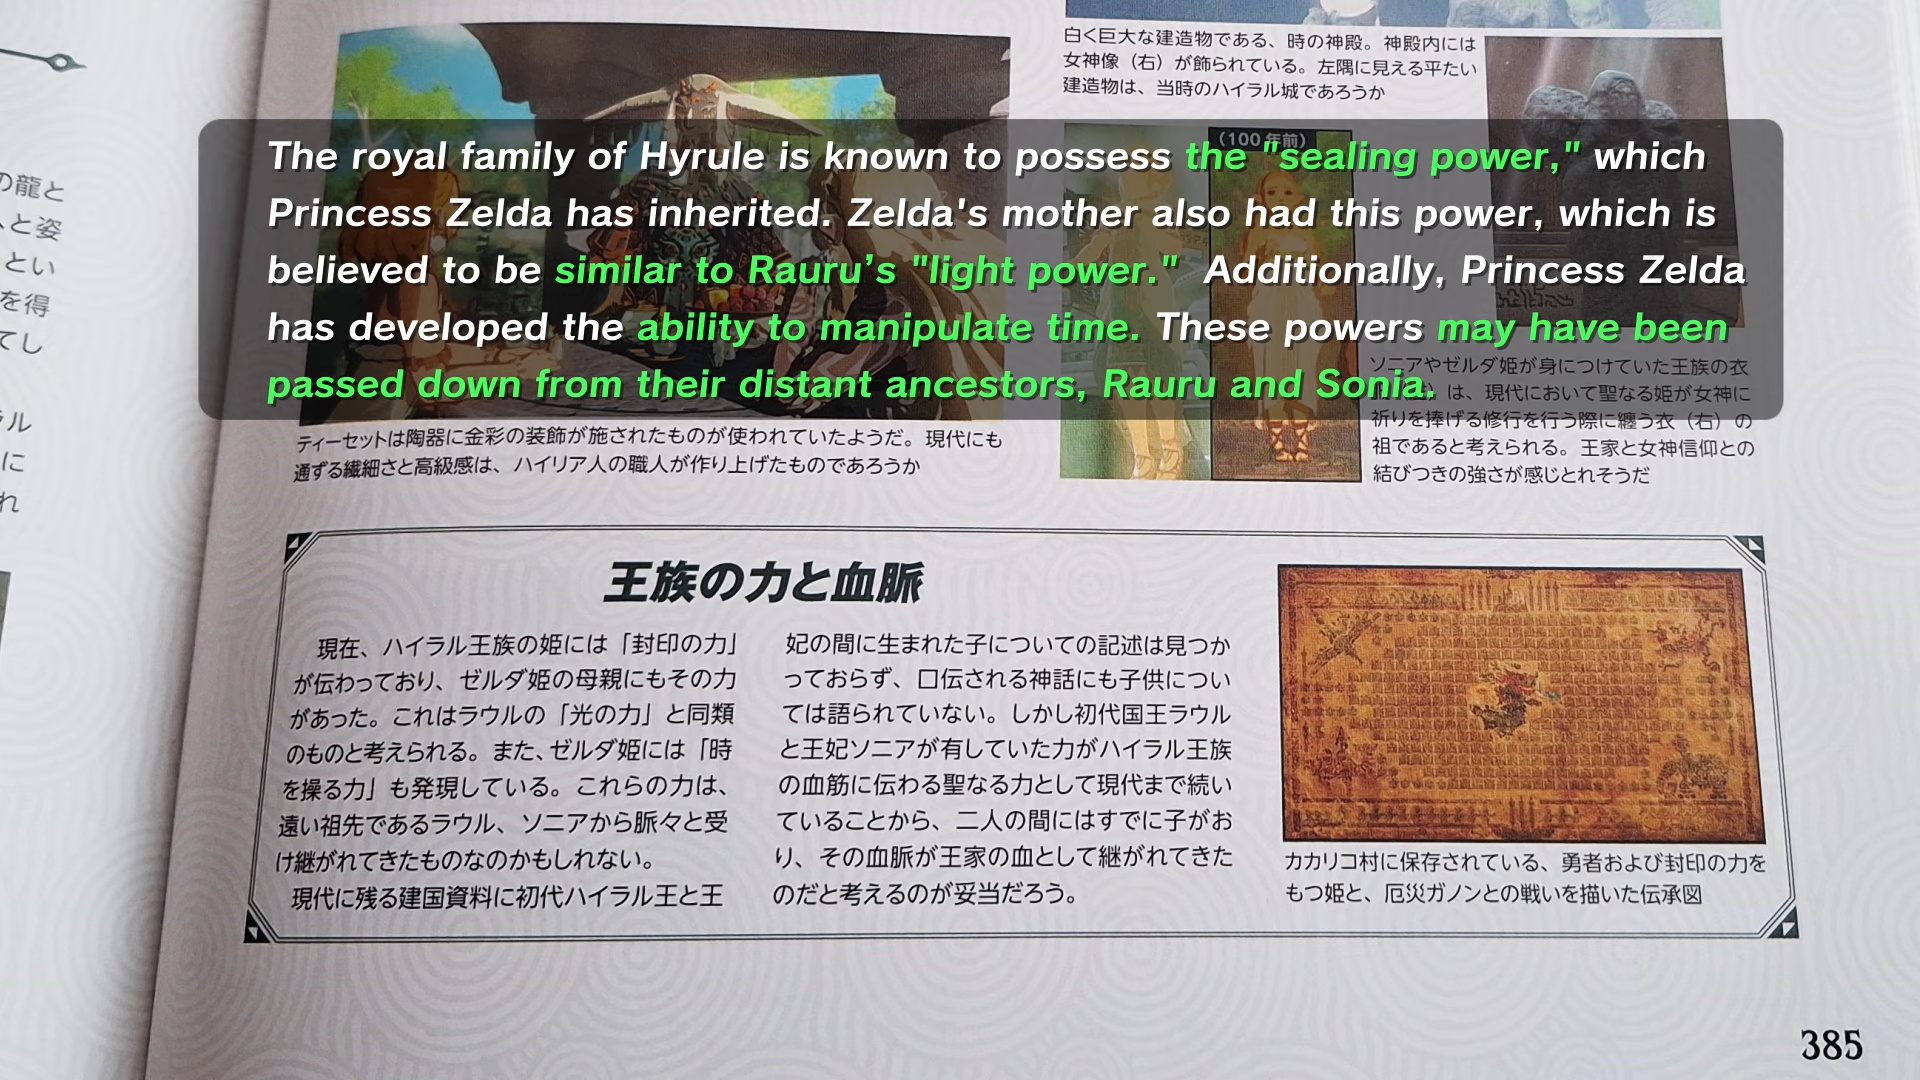 白く巨大な建造物である、時の神殿。神殿内には
女神像（右）が飾られている。左隅に見える平たい
建造物は、当時のハイラル城であろうか
（100年前）
The royal family of Hyrule is known to possess the "sealing power," which
Princess Zelda has inherited. Zelda's mother also had this power, which is
believed to be similar to Rauru’s "light power." Additionally, Princess Zelda
has developed the ability to manipulate time. These powers may have been
passed down from their distant ancestors, Rauru and Sonia.
の龍と
と姿
とい
を得
てし
ル
に
れ
ティーセットは陶器に金彩の装飾が施されたものが使われていたようだ。現代にも
通ずる繊細さと高級感は、ハイリア人の職人が作り上げたものであろうか
ソニアやゼルダ姫が身につけていた王族の衣
は、現代において聖なる姫が女神に
祈りを捧げる修行を行う際に纏う衣（右）の
祖であると考えられる。王家と女神信仰との
結びつきの強さが感じとれそうだ
王族の力と血脈
現在、ハイラル王族の姫には「封印の力」
が伝わっており、ゼルダ姫の母親にもその力
があった。これはラウルの「光の力」と同類
のものと考えられる。また、ゼルダ姫には「時
を操る力」も発現している。これらの力は、
遠い祖先であるラウル、ソニアから脈々と受
け継がれてきたものなのかもしれない。
現代に残る建国資料に初代ハイラル王と王
妃の間に生まれた子についての記述は見つか
っておらず、口伝される神話にも子供につい
ては語られていない。しかし初代国王ラウル
と王妃ソニアが有していた力がハイラル王族
の血筋に伝わる聖なる力として現代まで続い
ていることから、二人の間にはすでに子がお
り、その血脈が王家の血として継がれてきた
のだと考えるのが妥当だろう。
カカリコ村に保存されている、勇者および封印の力を
もつ姫と、厄災ガノンとの戦いを描いた伝承図
385